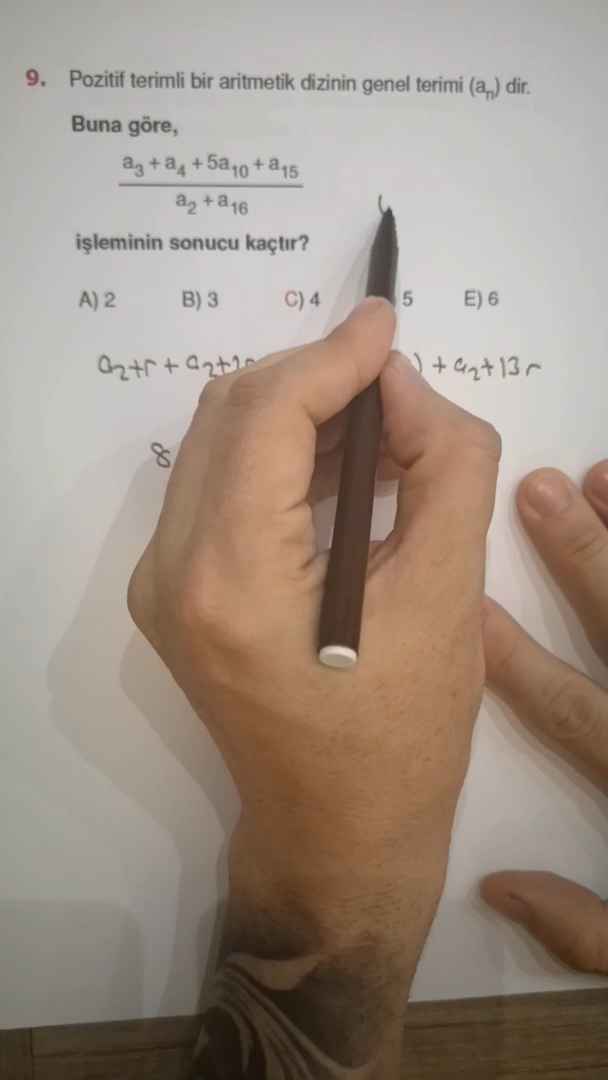 9. Pozitif terimli bir aritmetik dizinin genel terimi (aₙ) dir.
Buna göre,
a₃ + a₄ + 5a₁₀ + a₁₅
a₂ + a₁₆
işleminin sonucu kaçtır?
A) 2 B) 3 C) 4 5 E) 6
a₂+r + a₂+2r ) + a₂+13r
8